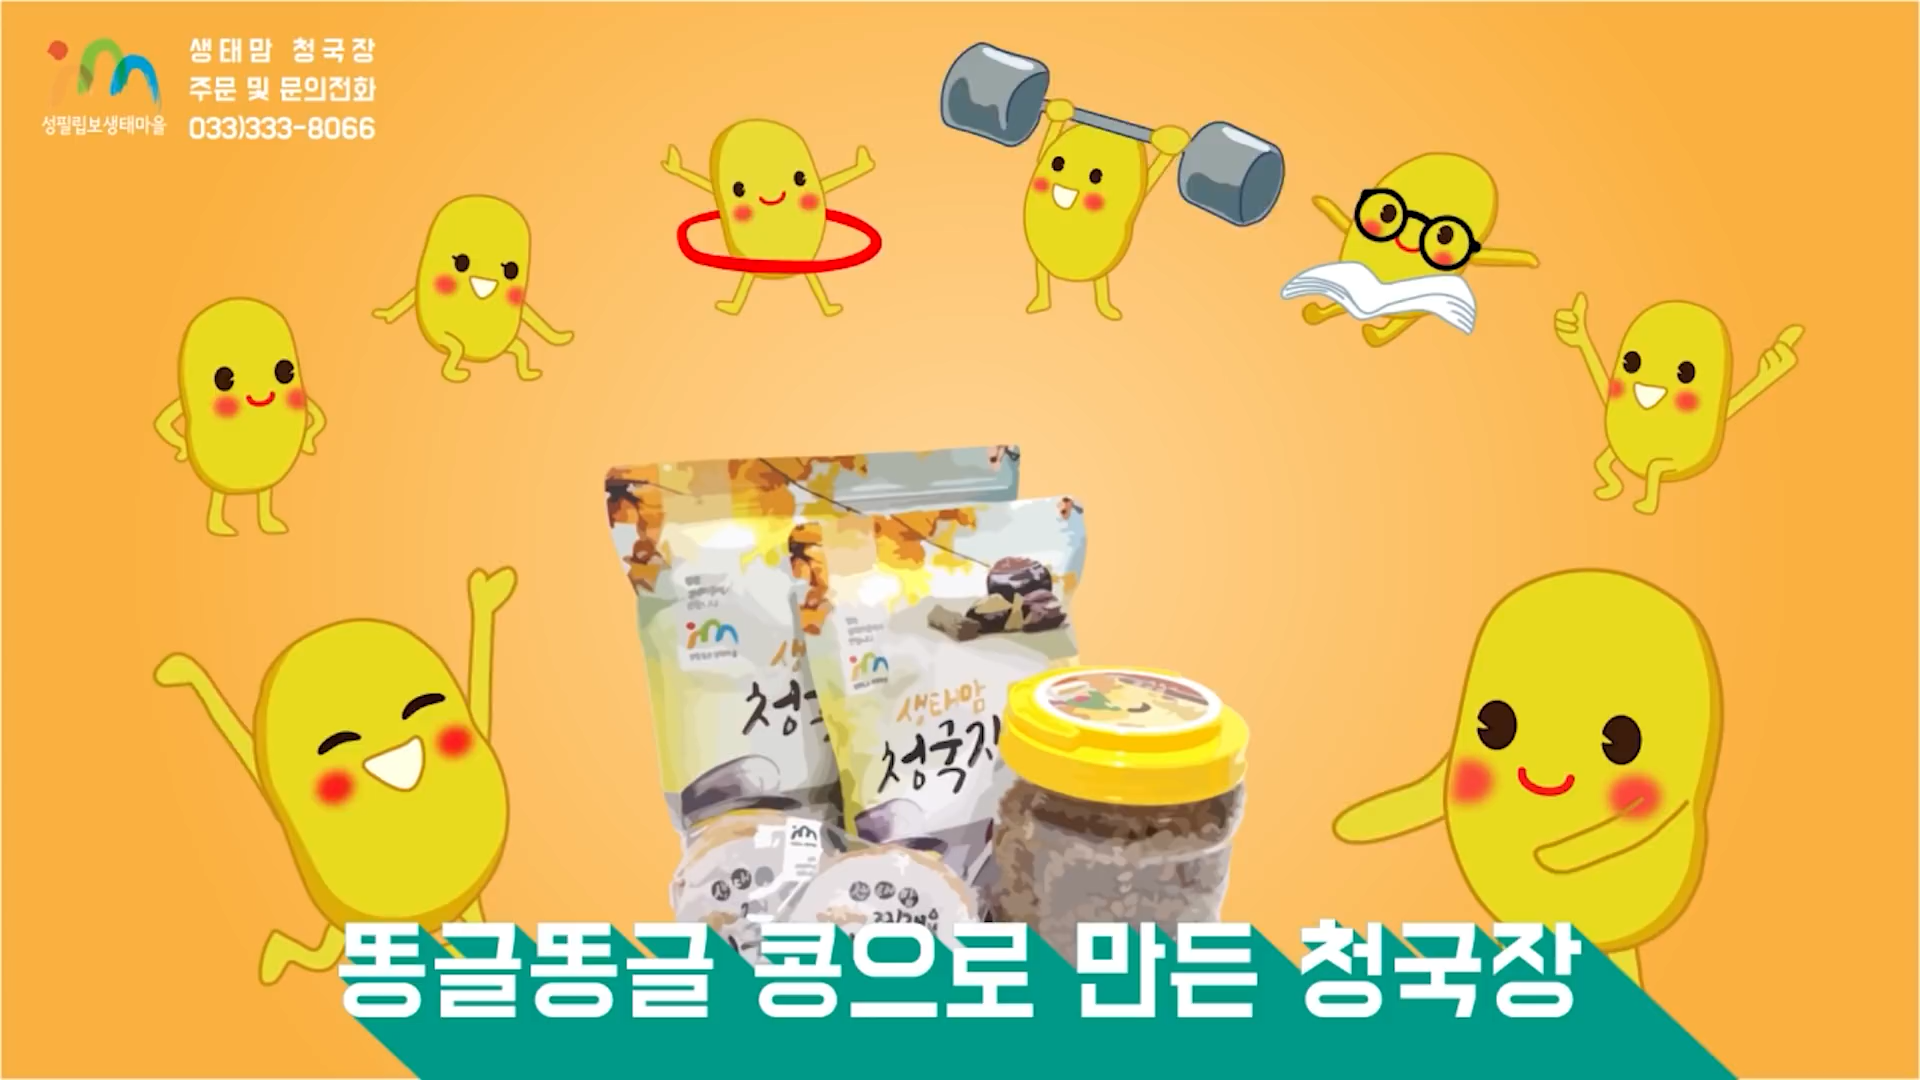 생태맘 청국장
주문 및 문의전화
033)333-8066
성필립보생태마을
생태맘
청국장
똥글똥글 콩으로 만든 청국장